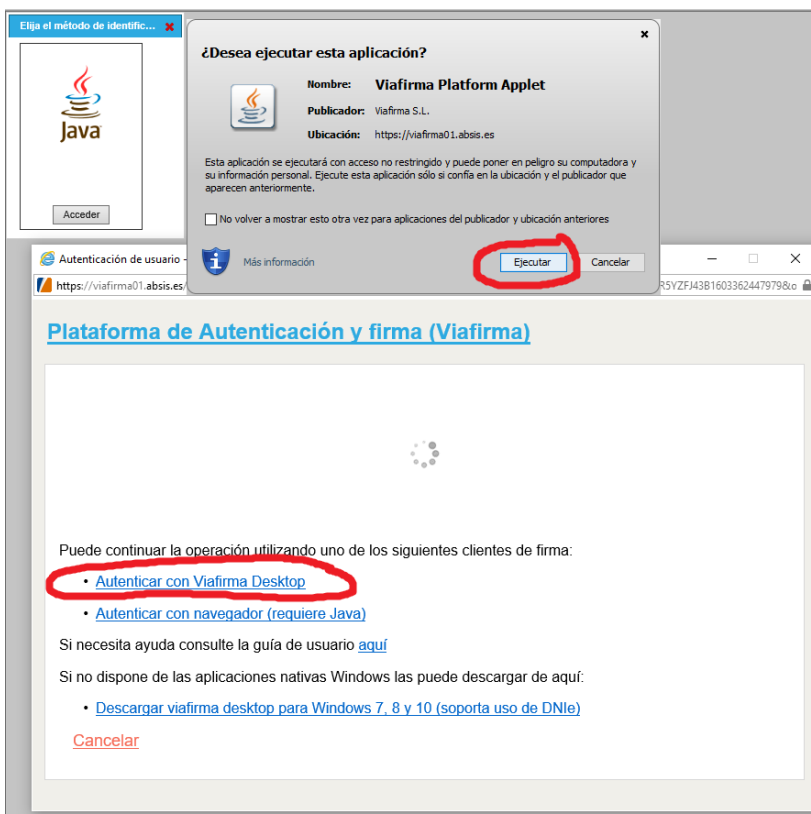 Elija el método de identific...
Java
Acceder
¿Desea ejecutar esta aplicación?
Nombre: Viafirma Platform Applet
Publicador: Viafirma S.L.
Ubicación: https://viafirma01.absis.es
Esta aplicación se ejecutará con acceso no restringido y puede poner en peligro su computadora y
su información personal. Ejecute esta aplicación sólo si confía en la ubicación y el publicador que
aparecen anteriormente.
No volver a mostrar esto otra vez para aplicaciones del publicador y ubicación anteriores
Más información
Ejecutar
Cancelar
Autenticación de usuario -
https://viafirma01.absis.es/
R5YZFJ43B1603362447979&o
Plataforma de Autenticación y firma (Viafirma)
Puede continuar la operación utilizando uno de los siguientes clientes de firma:
• Autenticar con Viafirma Desktop
• Autenticar con navegador (requiere Java)
Si necesita ayuda consulte la guía de usuario aquí
Si no dispone de las aplicaciones nativas Windows las puede descargar de aquí:
• Descargar viafirma desktop para Windows 7, 8 y 10 (soporta uso de DNIe)
Cancelar